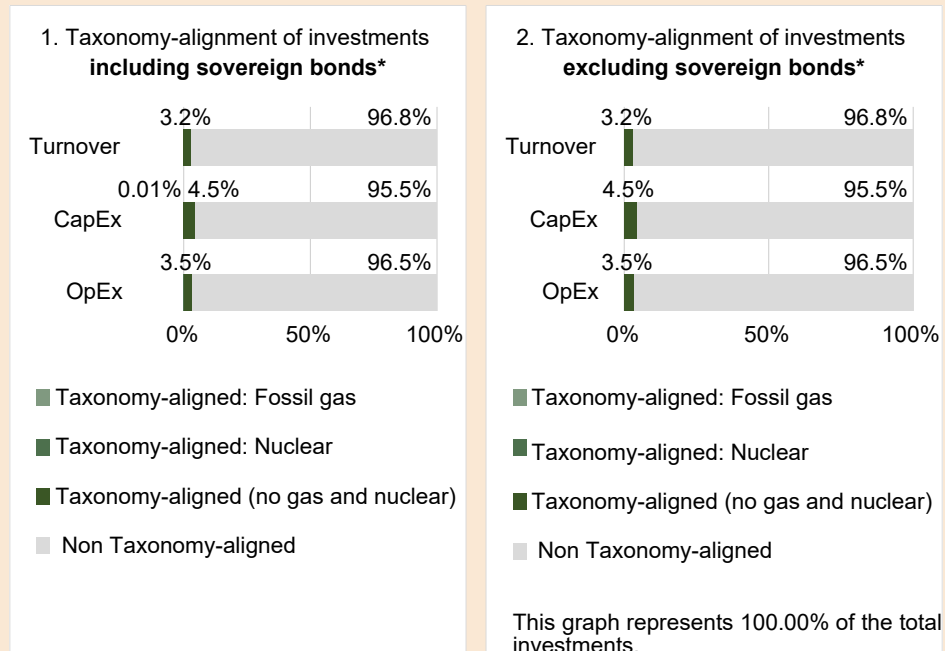 1. Taxonomy-alignment of investments
including sovereign bonds*
3.2% 96.8%
Turnover
0.01% 4.5% 95.5%
CapEx
3.5% 96.5%
OpEx
0% 50% 100%
Taxonomy-aligned: Fossil gas
Taxonomy-aligned: Nuclear
Taxonomy-aligned (no gas and nuclear)
Non Taxonomy-aligned
2. Taxonomy-alignment of investments
excluding sovereign bonds*
3.2% 96.8%
Turnover
4.5% 95.5%
CapEx
3.5% 96.5%
OpEx
0% 50% 100%
Taxonomy-aligned: Fossil gas
Taxonomy-aligned: Nuclear
Taxonomy-aligned (no gas and nuclear)
Non Taxonomy-aligned
This graph represents 100.00% of the total
investments.